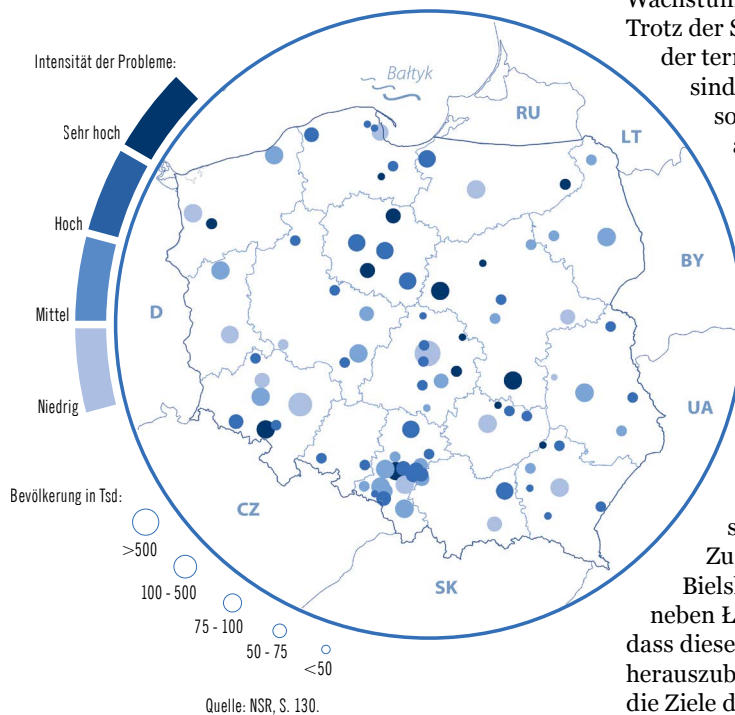 Wachstum
Trotz der S
der terr
sind
so
a
Intensität der Probleme:
Sehr hoch
Hoch
Mittel
Niedrig
Bałtyk
RU
LT
BY
D
UA
CZ
SK
Bevölkerung in Tsd:
>500
100 - 500
75 - 100
50 - 75
<50
Quelle: NSR, S. 130.
s
Zu
Bielsk
neben Ł
dass diese
herauszub
die Ziele d